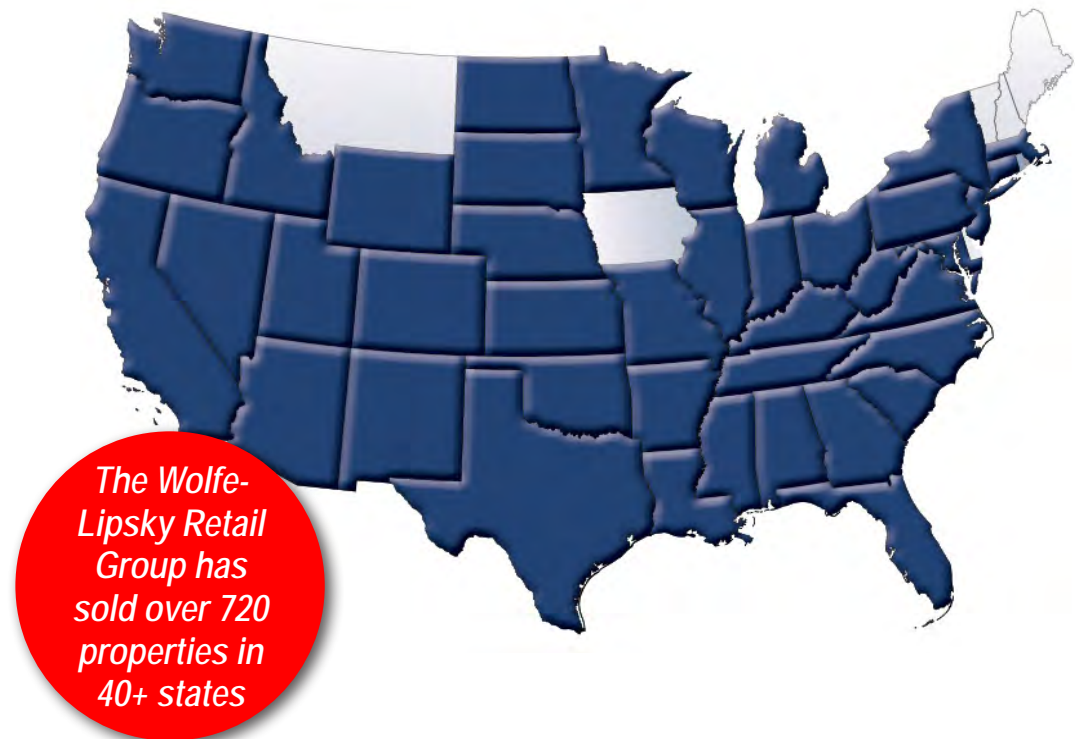 The Wolfe-
Lipsky Retail
Group has
sold over 720
properties in
40+ states